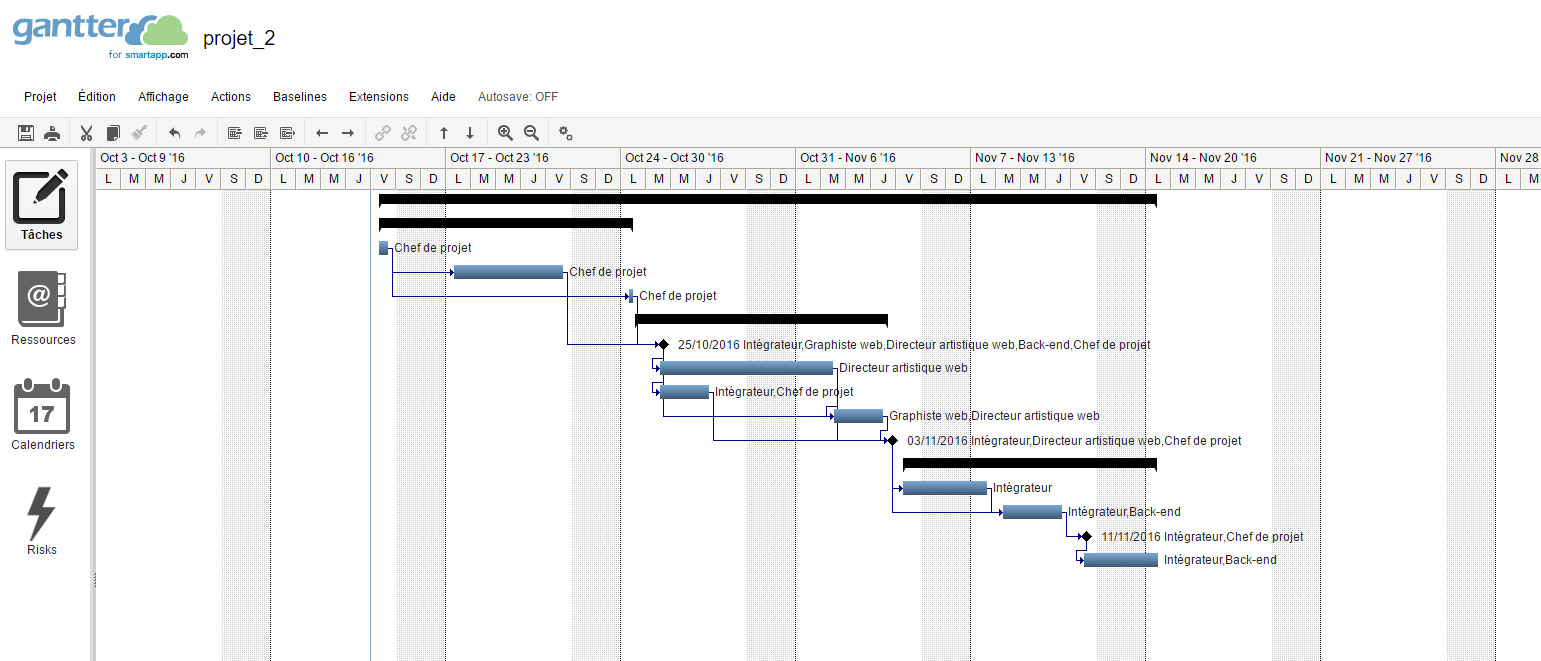 gantter
for smartapp.com
projet_2
Projet Édition Affichage Actions Baselines Extensions Aide Autosave: OFF
Oct 3 - Oct 9 '16 Oct 10 - Oct 16 '16 Oct 17 - Oct 23 '16 Oct 24 - Oct 30 '16 Oct 31 - Nov 6 '16 Nov 7 - Nov 13 '16 Nov 14 - Nov 20 '16 Nov 21 - Nov 27 '16 Nov 28
L M M J V S D L M M J V S D L M M J V S D L M M J V S D L M M J V S D L M M J V S D L M M J V S D L M M J V S D L M
Tâches
@
Ressources
17
Calendriers
Risks
Chef de projet
Chef de projet
Chef de projet
25/10/2016 Intégrateur,Graphiste web,Directeur artistique web,Back-end,Chef de projet
Directeur artistique web
Intégrateur,Chef de projet
Graphiste web,Directeur artistique web
03/11/2016 Intégrateur,Directeur artistique web,Chef de projet
Intégrateur
Intégrateur,Back-end
11/11/2016 Intégrateur,Chef de projet
Intégrateur,Back-end